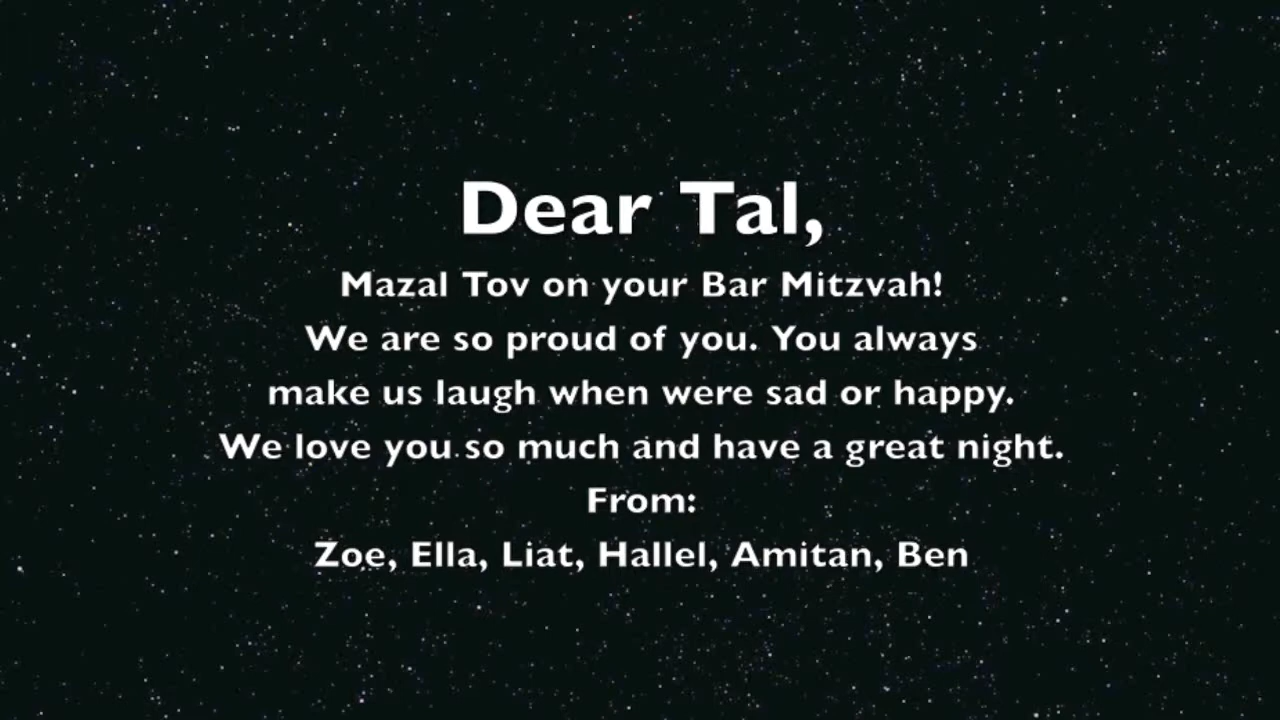 Dear Tal,
Mazal Tov on your Bar Mitzvah!
We are so proud of you. You always
make us laugh when were sad or happy.
We love you so much and have a great night.
From:
Zoe, Ella, Liat, Hallel, Amitan, Ben